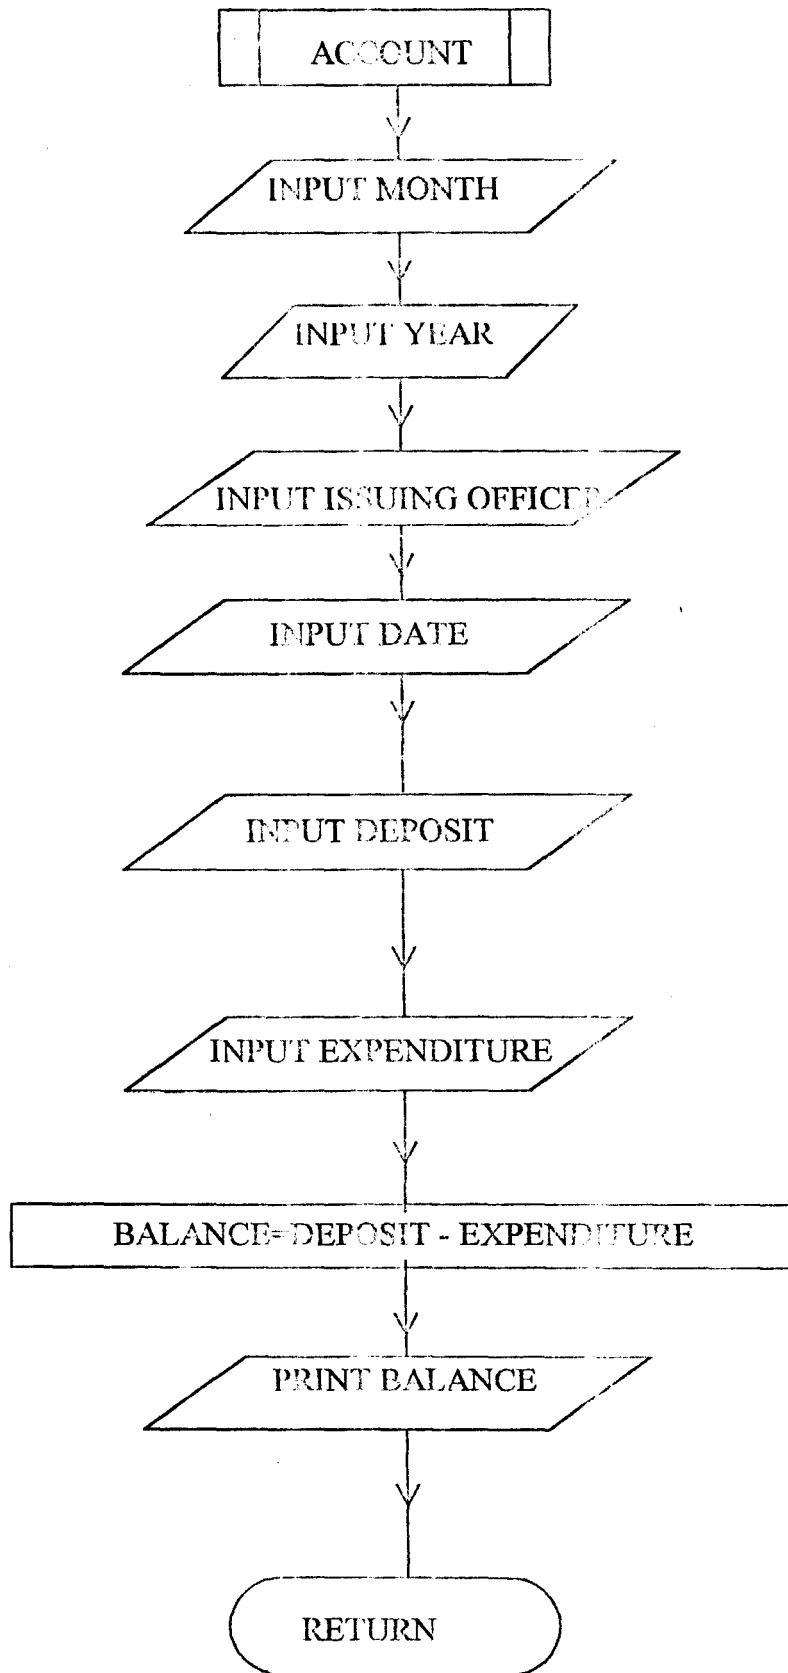 ACCOUNT
INPUT MONTH
INPUT YEAR
INPUT ISSUING OFFICER
INPUT DATE
INPUT DEPOSIT
INPUT EXPENDITURE
BALANCE=DEPOSIT - EXPENDITURE
PRINT BALANCE
RETURN